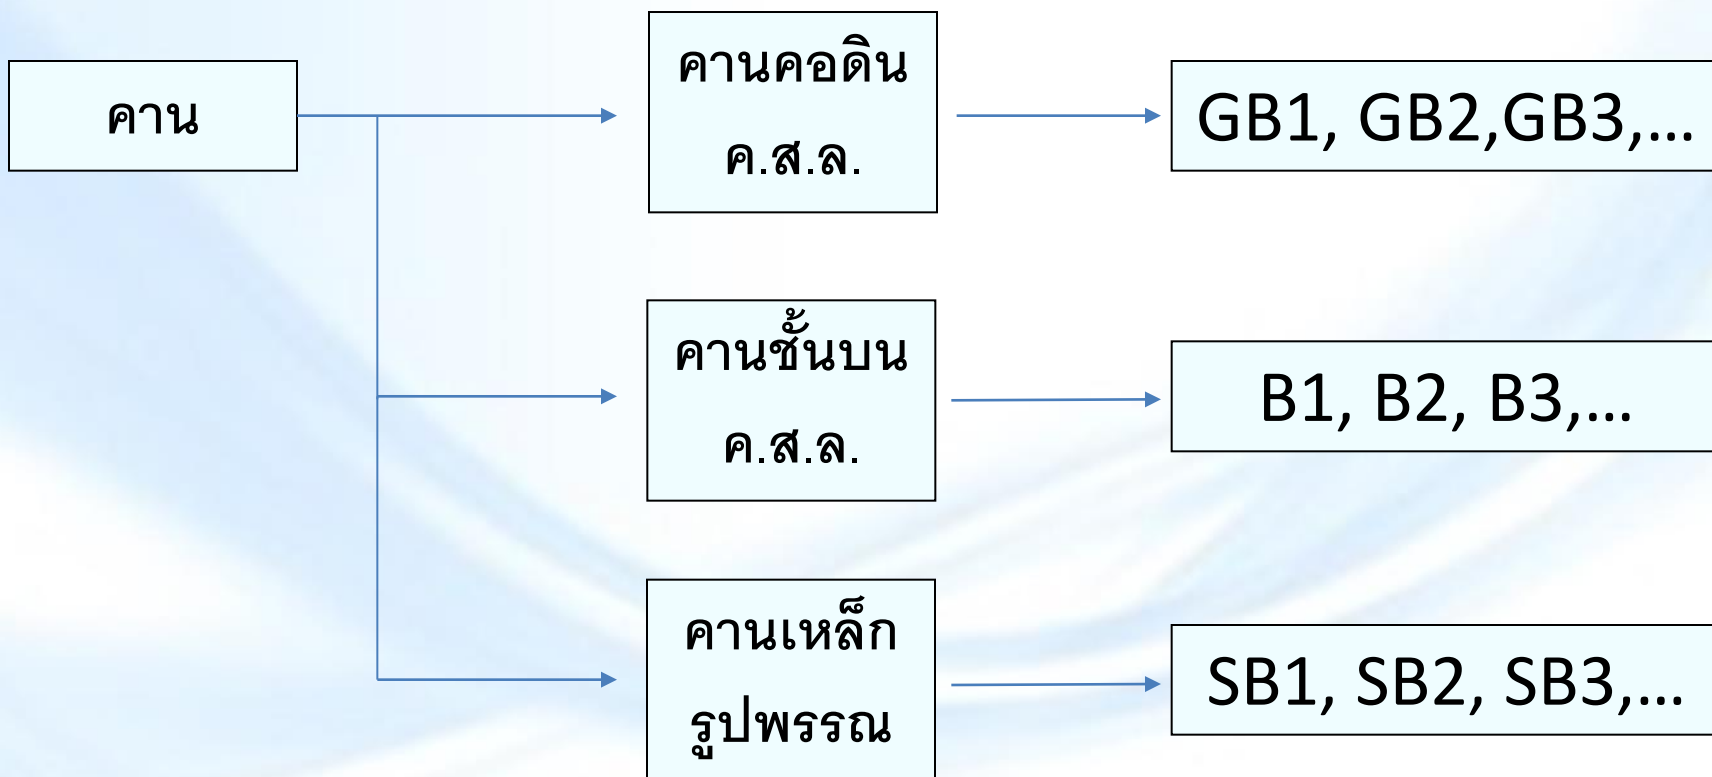 คาน
คานคอดิน
ค.ส.ล.
GB1, GB2,GB3,...
คานชั้นบน
ค.ส.ล.
B1, B2, B3,...
คานเหล็ก
รูปพรรณ
SB1, SB2, SB3,...